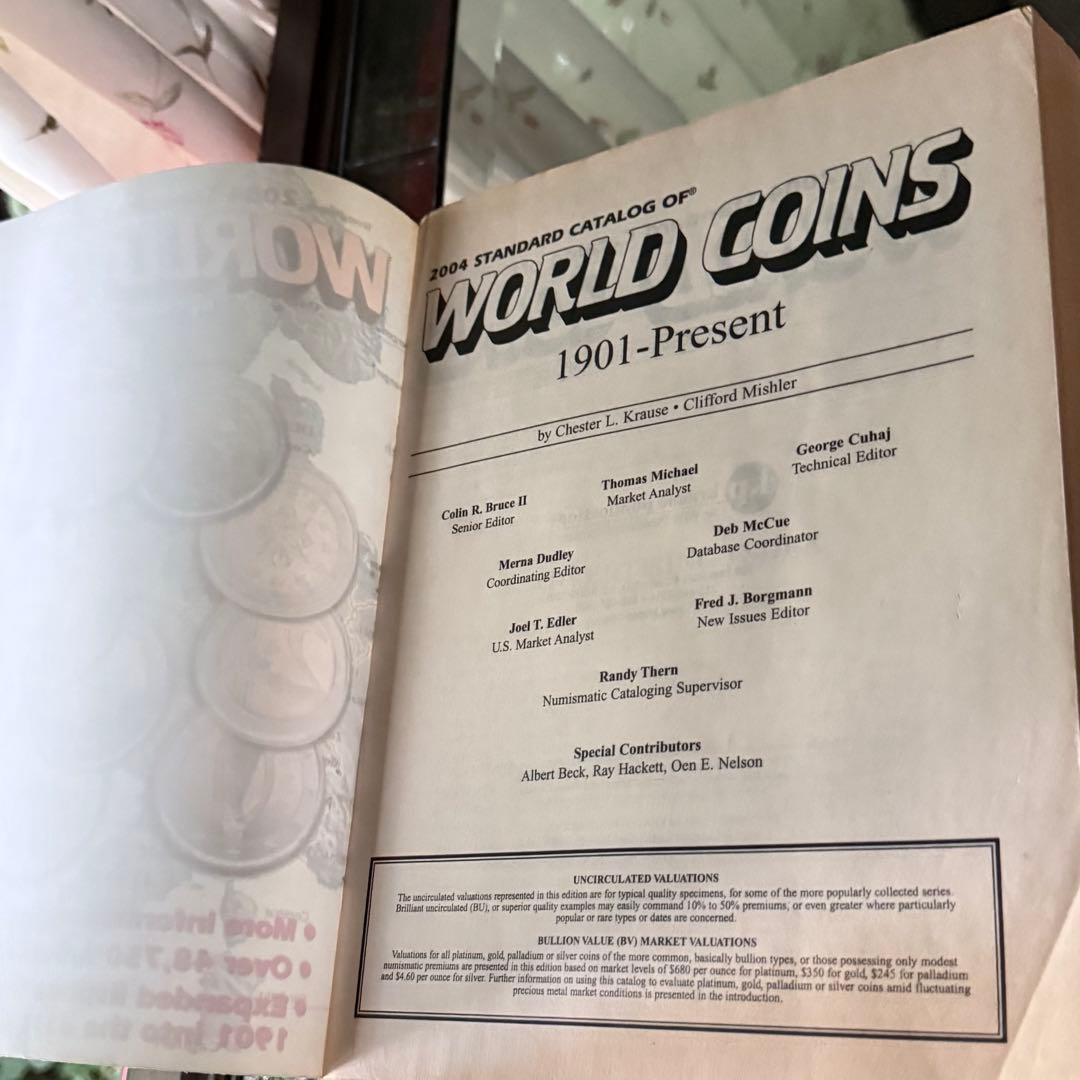 2004 STANDARD CATALOG OF®
WORLD COINS
1901-Present
by Chester L. Krause • Clifford Mishler
Colin R. Bruce II
Senior Editor
Thomas Michael
Market Analyst
George Cuhaj
Technical Editor
Merna Dudley
Coordinating Editor
Deb McCue
Database Coordinator
Joel T. Edler
U.S. Market Analyst
Fred J. Borgmann
New Issues Editor
Randy Thern
Numismatic Cataloging Supervisor
Special Contributors
Albert Beck, Ray Hackett, Oen E. Nelson
UNCIRCULATED VALUATIONS
The uncirculated valuations represented in this edition are for typical quality specimens, for some of the more popularly collected series.
Brilliant uncirculated (BU), or superior quality examples may easily command 10% to 50% premiums, or even greater where particularly
popular or rare types or dates are concerned.
BULLION VALUE (BV) MARKET VALUATIONS
Valuations for all platinum, gold, palladium or silver coins of the more common, basically bullion types, or those possessing only modest
numismatic premiums are presented in this edition based on market levels of $680 per ounce for platinum, $350 for gold, $245 for palladium
and $4.60 per ounce for silver. Further information on using this catalog to evaluate platinum, gold, palladium or silver coins amid fluctuating
precious metal market conditions is presented in the introduction.